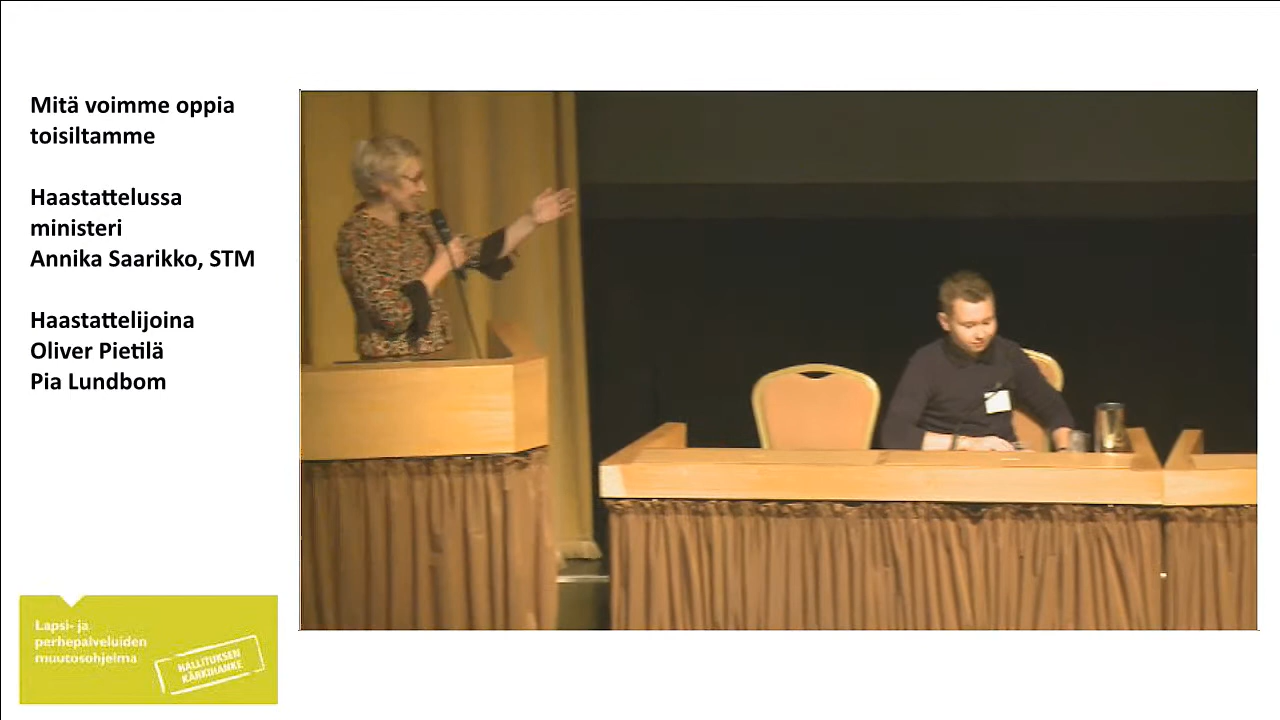 Mitä voimme oppia
toisiltamme
Haastattelussa
ministeri
Annika Saarikko, STM
Haastattelijoina
Oliver Pietilä
Pia Lundbom
Lapsi- ja
perhepalveluiden
muutosohjelma
HALLITUKSEN
KÄRKIHANKE